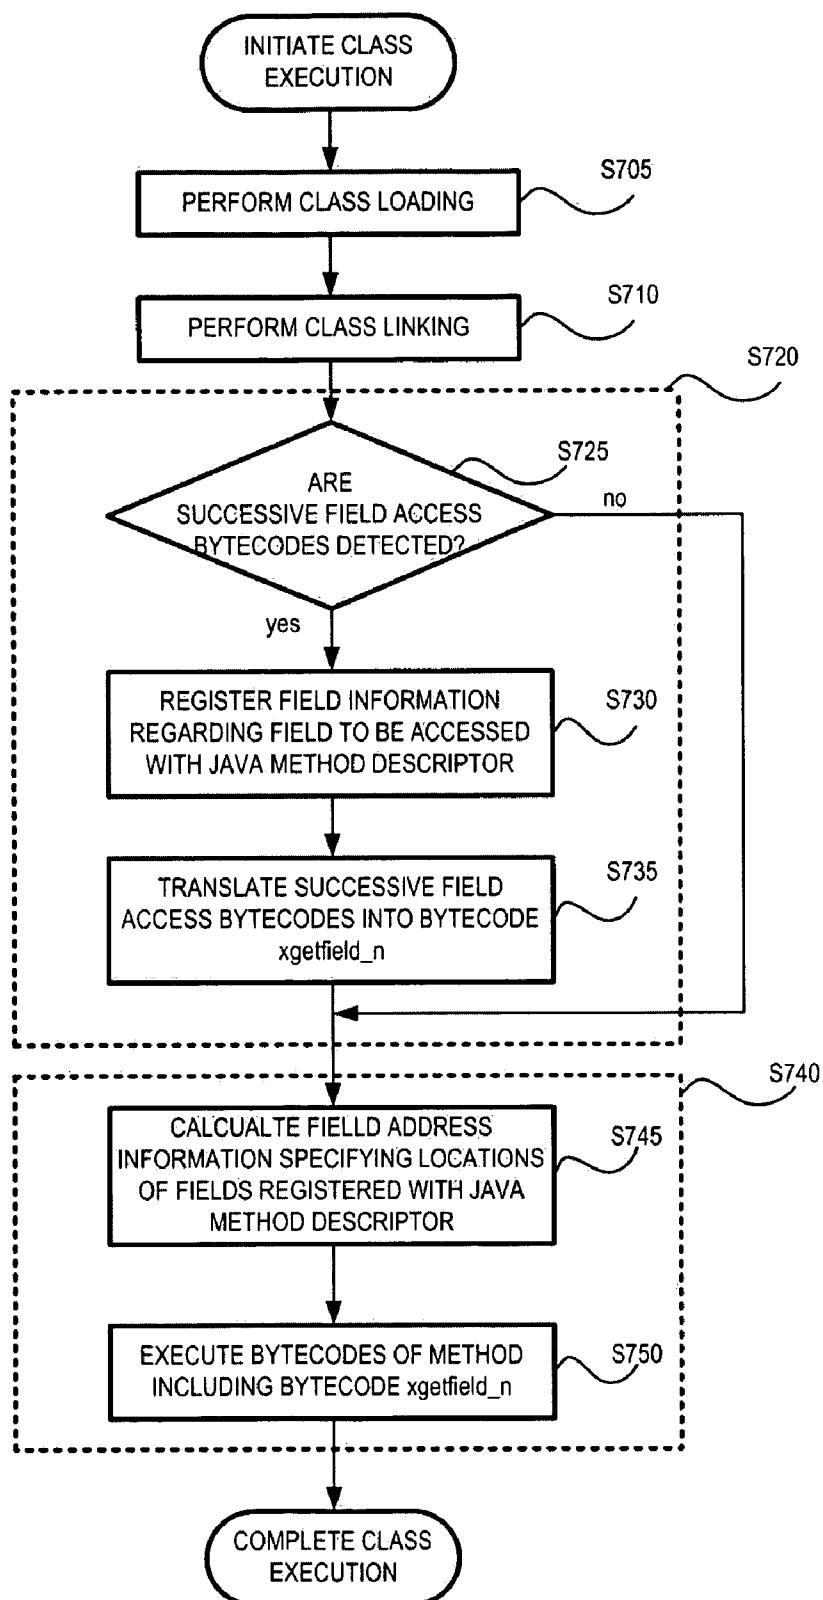 INITIATE CLASS
EXECUTION
S705
PERFORM CLASS LOADING
S710
PERFORM CLASS LINKING
S720
S725
ARE
SUCCESSIVE FIELD ACCESS
BYTECODES DETECTED?
no
yes
REGISTER FIELD INFORMATION
REGARDING FIELD TO BE ACCESSED
WITH JAVA METHOD DESCRIPTOR
S730
TRANSLATE SUCCESSIVE FIELD
ACCESS BYTECODES INTO BYTECODE
xgetfield_n
S735
S740
CALCUALTE FIELLD ADDRESS
INFORMATION SPECIFYING LOCATIONS
OF FIELDS REGISTERED WITH JAVA
METHOD DESCRIPTOR
S745
EXECUTE BYTECODES OF METHOD
INCLUDING BYTECODE xgetfield_n
S750
COMPLETE CLASS
EXECUTION